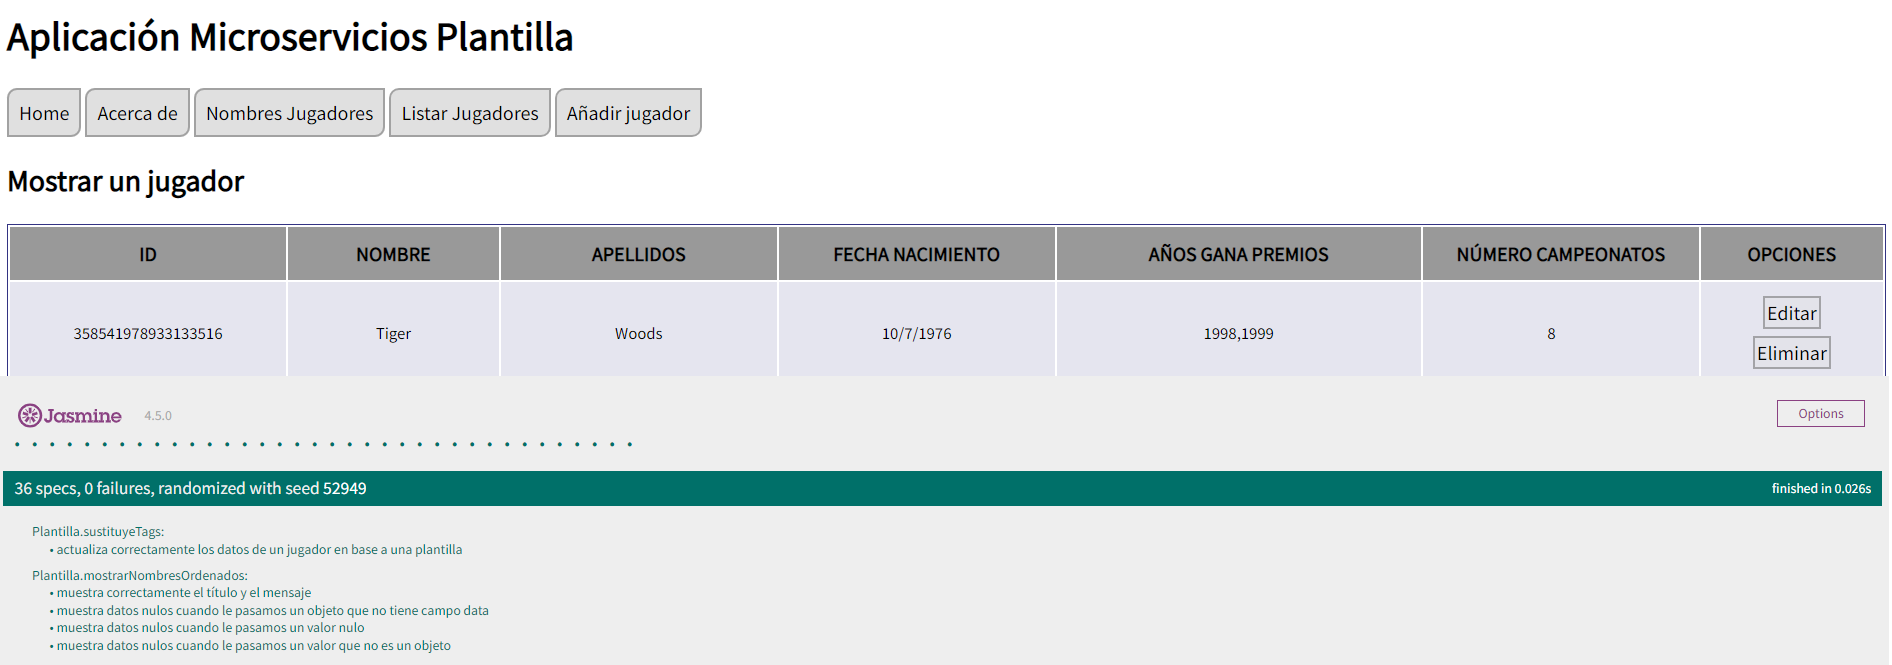 Aplicación Microservicios Plantilla
Home Acerca de Nombres Jugadores Listar Jugadores Añadir jugador
Mostrar un jugador
ID NOMBRE APELLIDOS FECHA NACIMIENTO AÑOS GANA PREMIOS NÚMERO CAMPEONATOS OPCIONES
358541978933133516 Tiger Woods 10/7/1976 1998,1999 8 Editar
Eliminar
Jasmine 4.5.0 Options
36 specs, 0 failures, randomized with seed 52949 finished in 0.026s
Plantilla.sustituyeTags:
• actualiza correctamente los datos de un jugador en base a una plantilla
Plantilla.mostrarNombresOrdenados:
• muestra correctamente el título y el mensaje
• muestra datos nulos cuando le pasamos un objeto que no tiene campo data
• muestra datos nulos cuando le pasamos un valor nulo
• muestra datos nulos cuando le pasamos un valor que no es un objeto